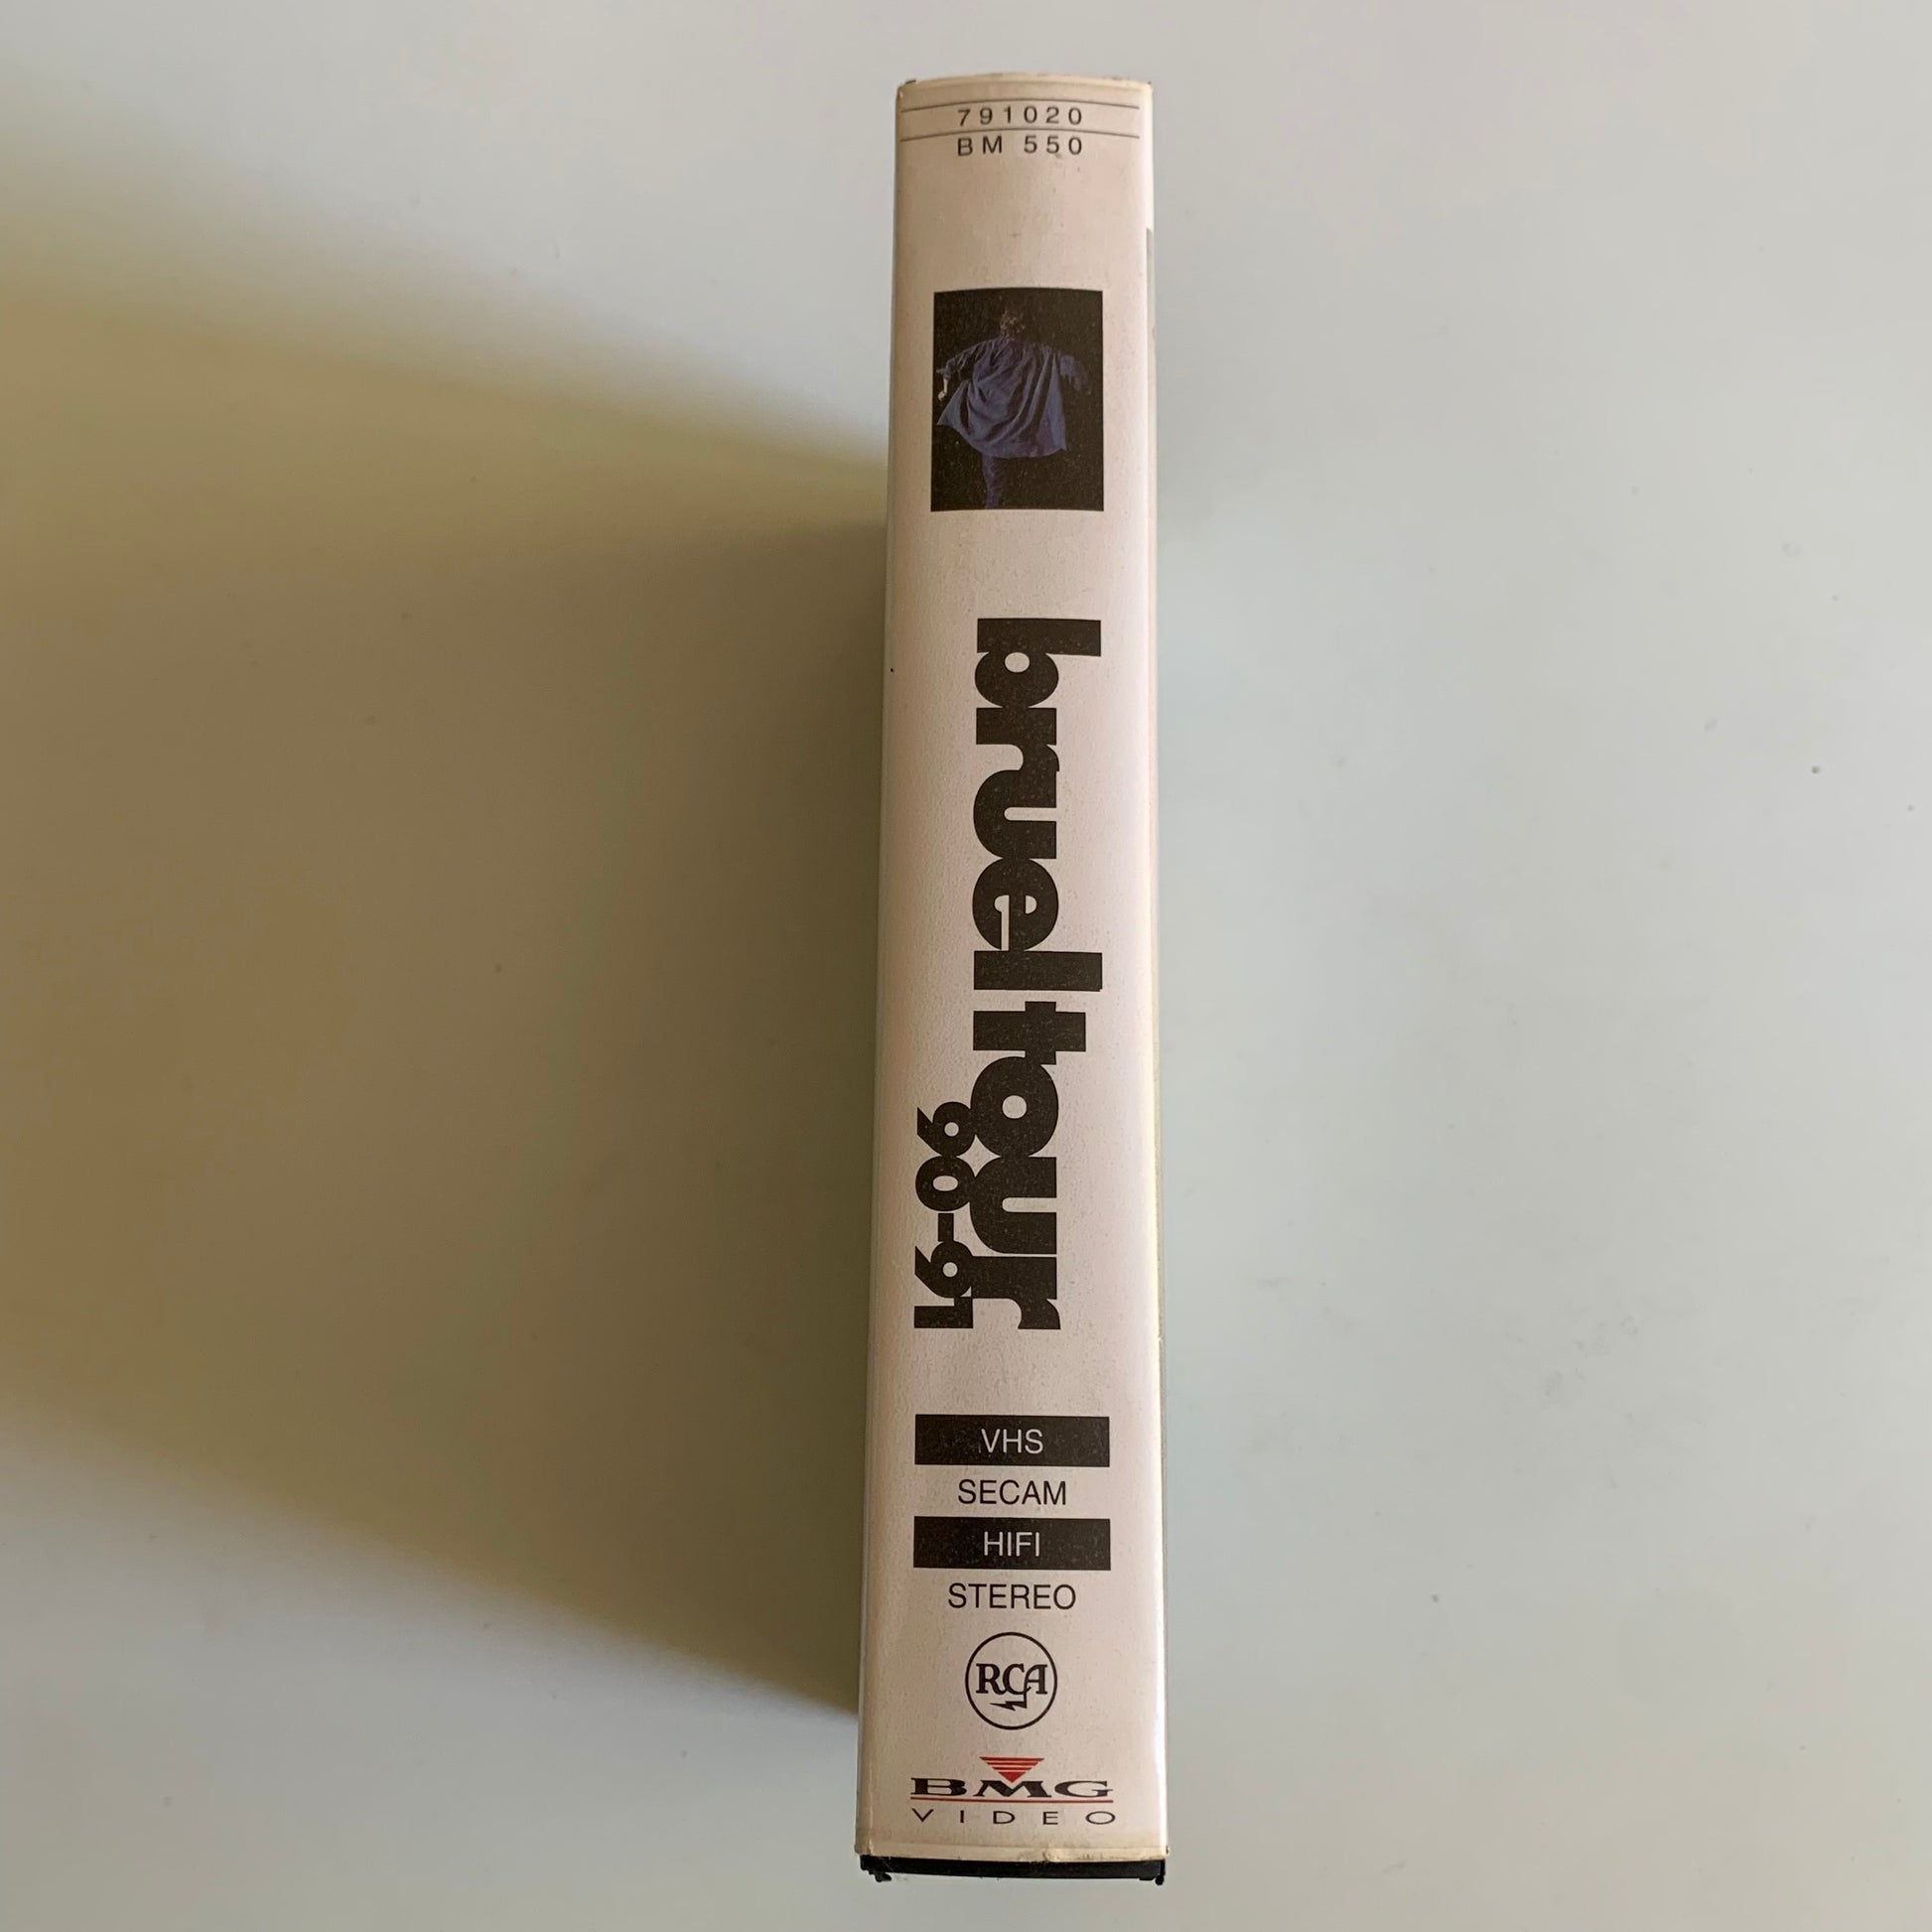 791020
BM 550
bruel tour
90-91
VHS
SECAM
HIFI
STEREO
RCA
BMG
VIDEO